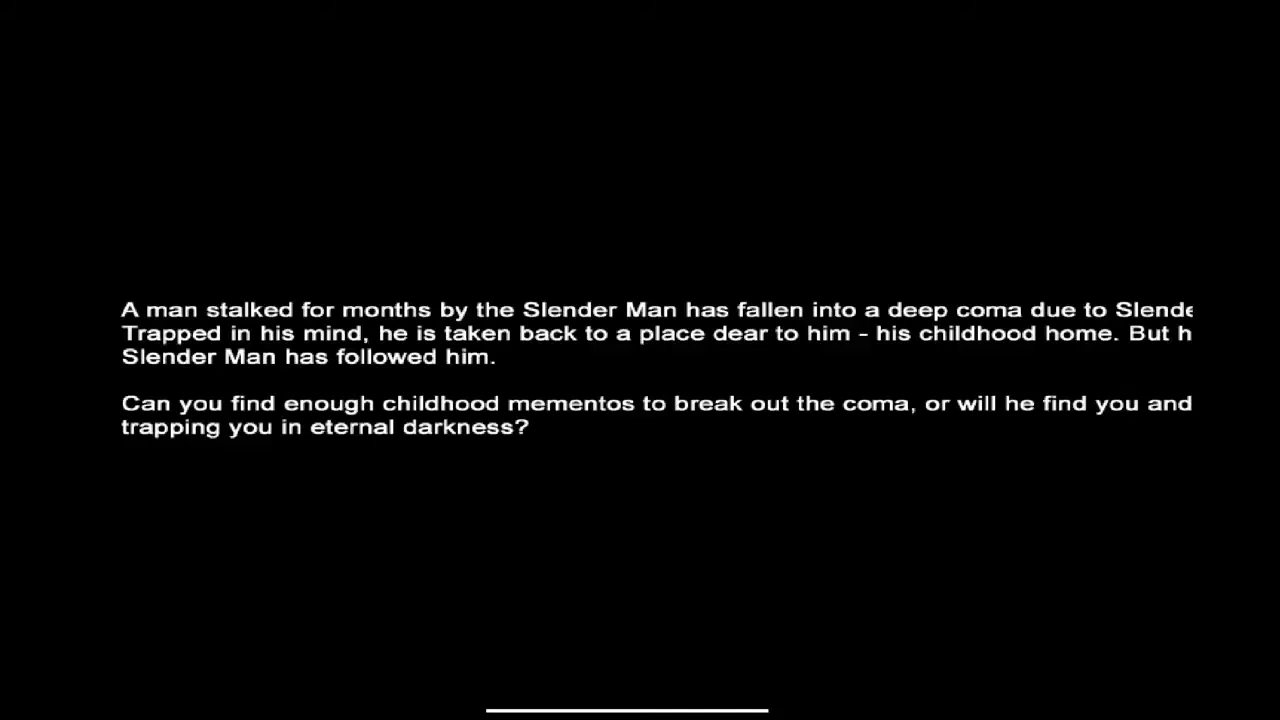 A man stalked for months by the Slender Man has fallen into a deep coma due to Slende
Trapped in his mind, he is taken back to a place dear to him - his childhood home. But h
Slender Man has followed him.
Can you find enough childhood mementos to break out the coma, or will he find you and
trapping you in eternal darkness?